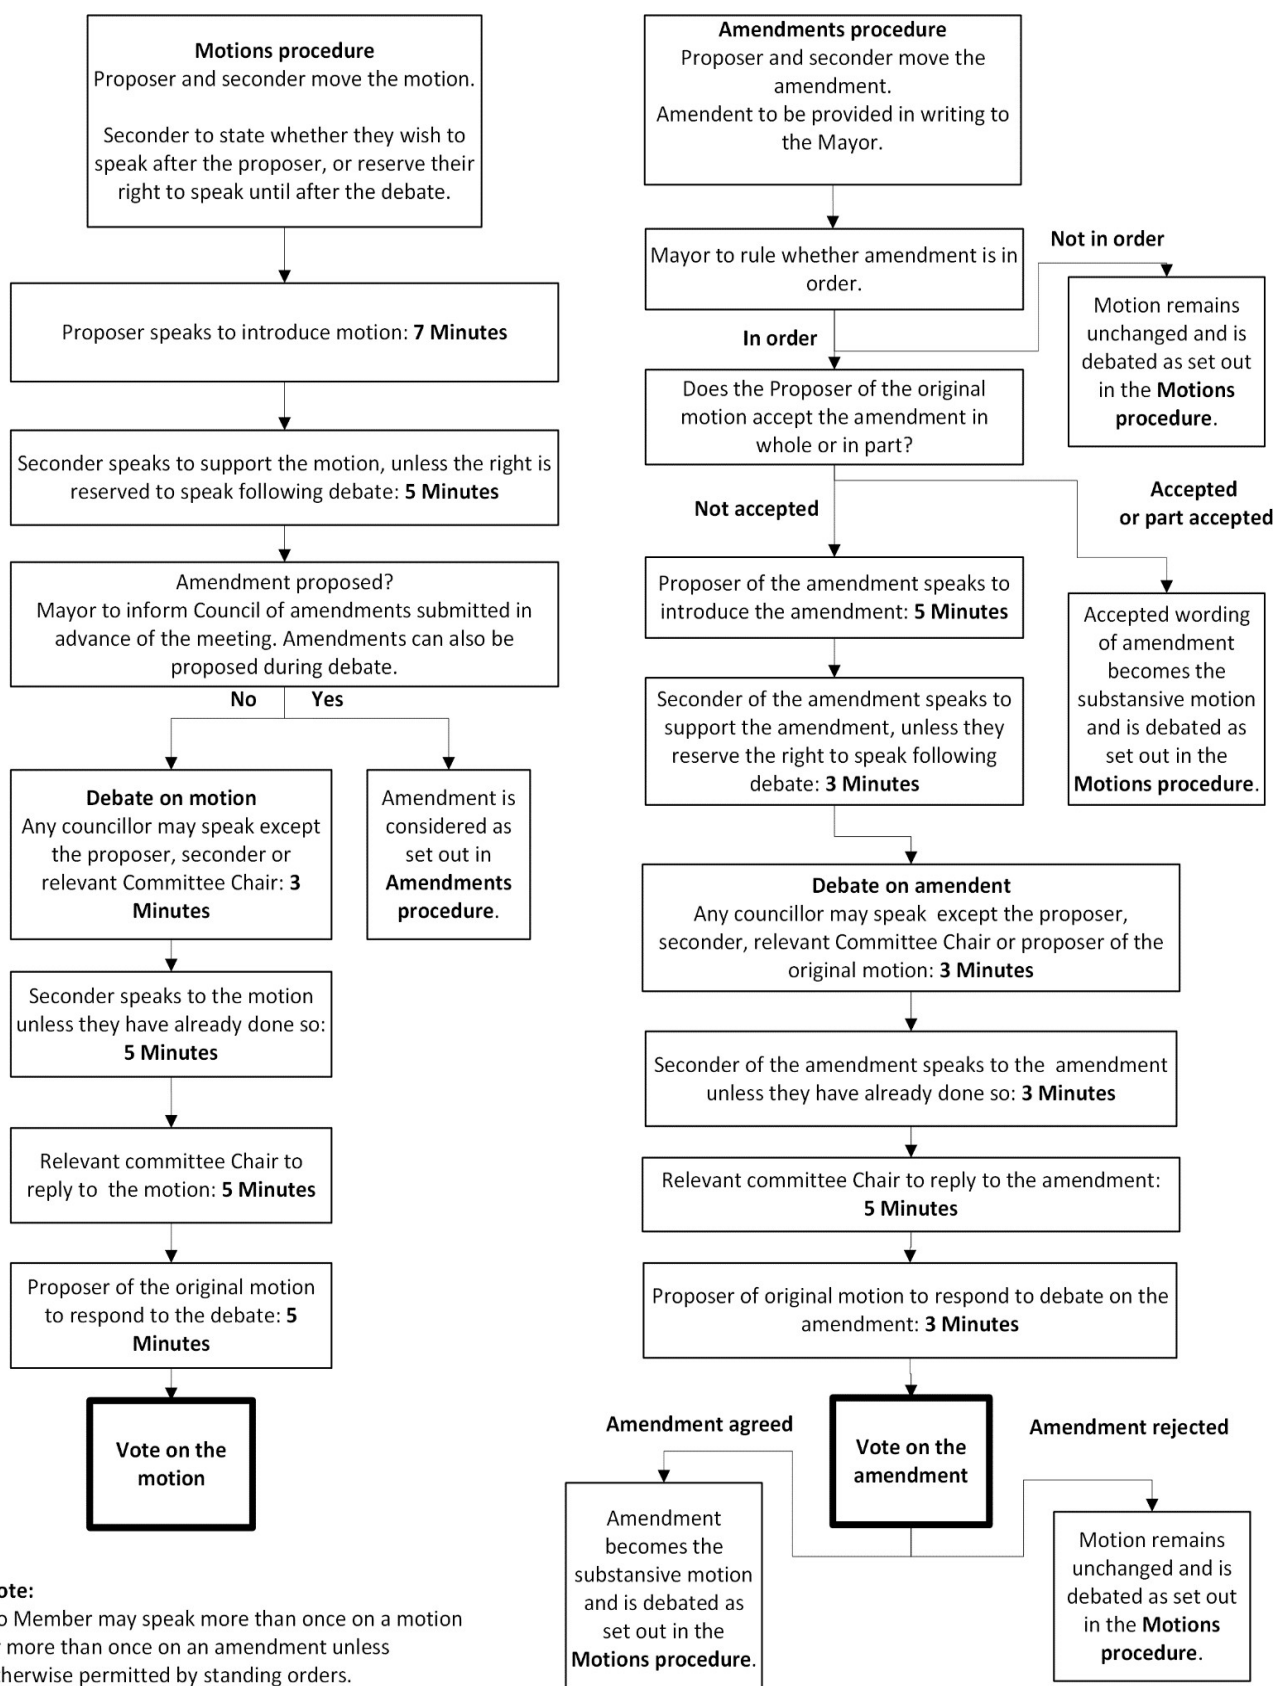 Motions procedure
Proposer and seconder move the motion.
Seconder to state whether they wish to
speak after the proposer, or reserve their
right to speak until after the debate.
Proposer speaks to introduce motion: 7 Minutes
Seconder speaks to support the motion, unless the right is
reserved to speak following debate: 5 Minutes
Amendment proposed?
Mayor to inform Council of amendments submitted in
advance of the meeting. Amendments can also be
proposed during debate.
No
Yes
Debate on motion
Any councillor may speak except
the proposer, seconder or
relevant Committee Chair: 3
Minutes
Amendment is
considered as
set out in
Amendments
procedure.
Seconder speaks to the motion
unless they have already done so:
5 Minutes
Relevant committee Chair to
reply to the motion: 5 Minutes
Proposer of the original motion
to respond to the debate: 5
Minutes
Vote on the
motion
ote:
o Member may speak more than once on a motion
r more than once on an amendment unless
therwise permitted by standing orders.
Amendments procedure
Proposer and seconder move the
amendment.
Amendent to be provided in writing to
the Mayor.
Mayor to rule whether amendment is in
order.
Not in order
Motion remains
unchanged and is
debated as set out
in the Motions
procedure.
In order
Does the Proposer of the original
motion accept the amendment in
whole or in part?
Accepted
or part accepted
Accepted wording
of amendment
becomes the
substansive motion
and is debated as
set out in the
Motions procedure.
Not accepted
Proposer of the amendment speaks to
introduce the amendment: 5 Minutes
Seconder of the amendment speaks to
support the amendment, unless they
reserve the right to speak following
debate: 3 Minutes
Debate on amendent
Any councillor may speak except the proposer,
seconder, relevant Committee Chair or proposer of the
original motion: 3 Minutes
Seconder of the amendment speaks to the amendment
unless they have already done so: 3 Minutes
Relevant committee Chair to reply to the amendment:
5 Minutes
Proposer of original motion to respond to debate on the
amendment: 3 Minutes
Vote on the
amendment
Amendment agreed
Amendment
becomes the
substansive motion
and is debated as
set out in the
Motions procedure.
Amendment rejected
Motion remains
unchanged and is
debated as set out
in the Motions
procedure.